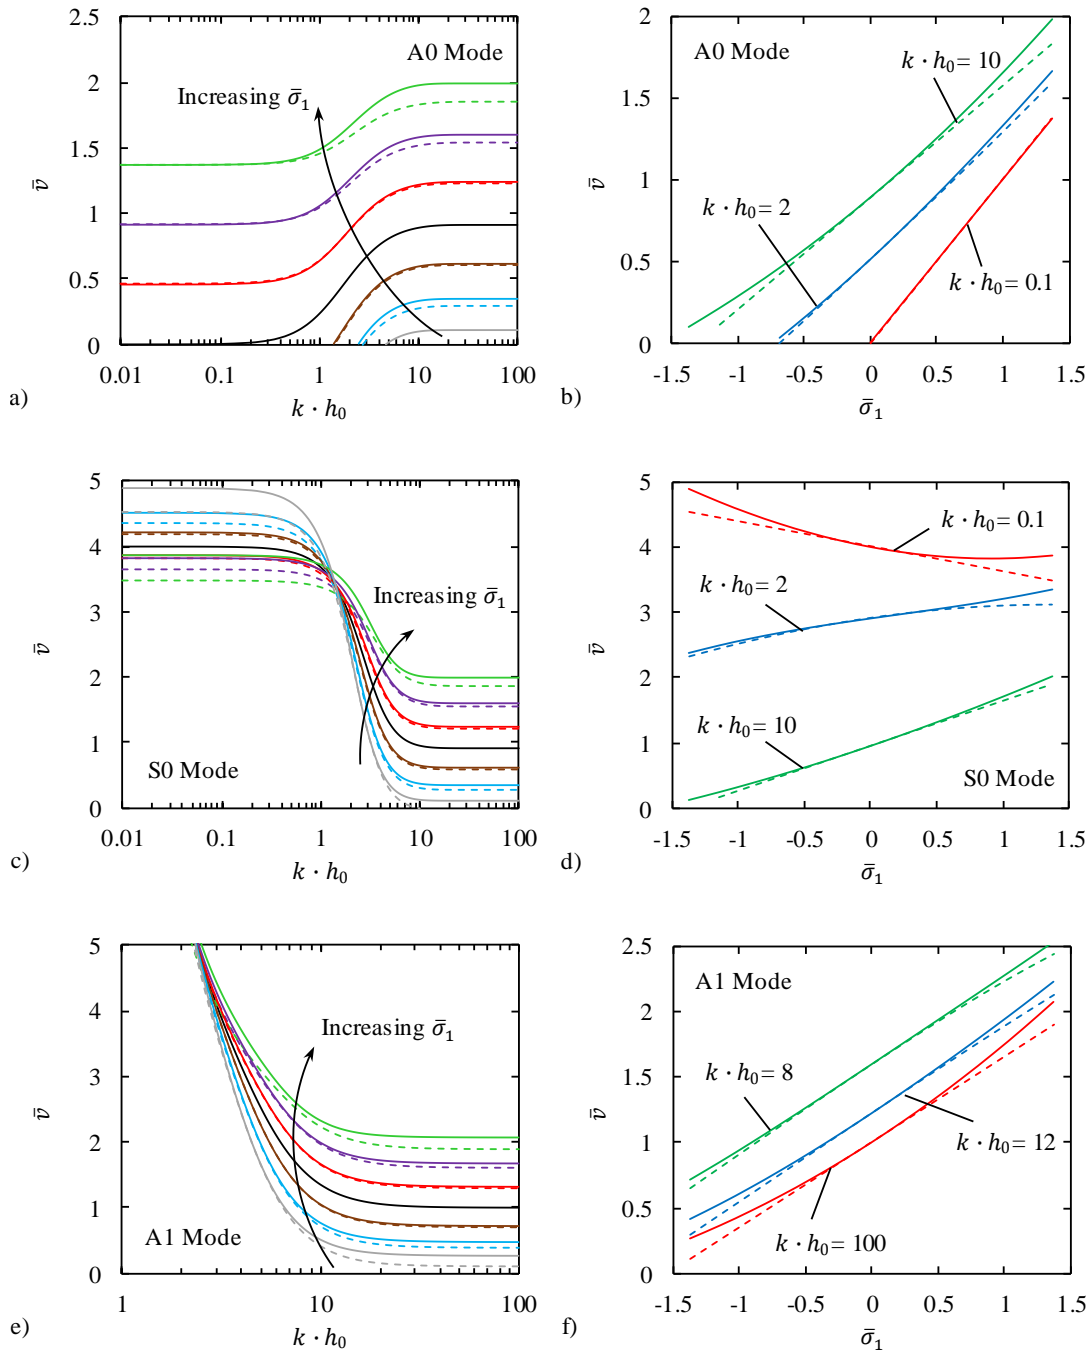 2.5
2
1.5
1
0.5
0
v̄
A0 Mode
Increasing σ̄₁
0.01 0.1 1 10 100
k · h₀
a)
2
1.5
1
0.5
0
v̄
A0 Mode
k · h₀ = 10
k · h₀ = 2
k · h₀ = 0.1
-1.5 -1 -0.5 0 0.5 1 1.5
σ̄₁
b)
5
4
3
2
1
0
v̄
Increasing σ̄₁
S0 Mode
0.01 0.1 1 10 100
k · h₀
c)
5
4
3
2
1
0
v̄
k · h₀ = 0.1
k · h₀ = 2
k · h₀ = 10
S0 Mode
-1.5 -1 -0.5 0 0.5 1 1.5
σ̄₁
d)
5
4
3
2
1
0
v̄
Increasing σ̄₁
A1 Mode
1 10 100
k · h₀
e)
2.5
2
1.5
1
0.5
0
v̄
A1 Mode
k · h₀ = 8
k · h₀ = 12
k · h₀ = 100
-1.5 -1 -0.5 0 0.5 1 1.5
σ̄₁
f)